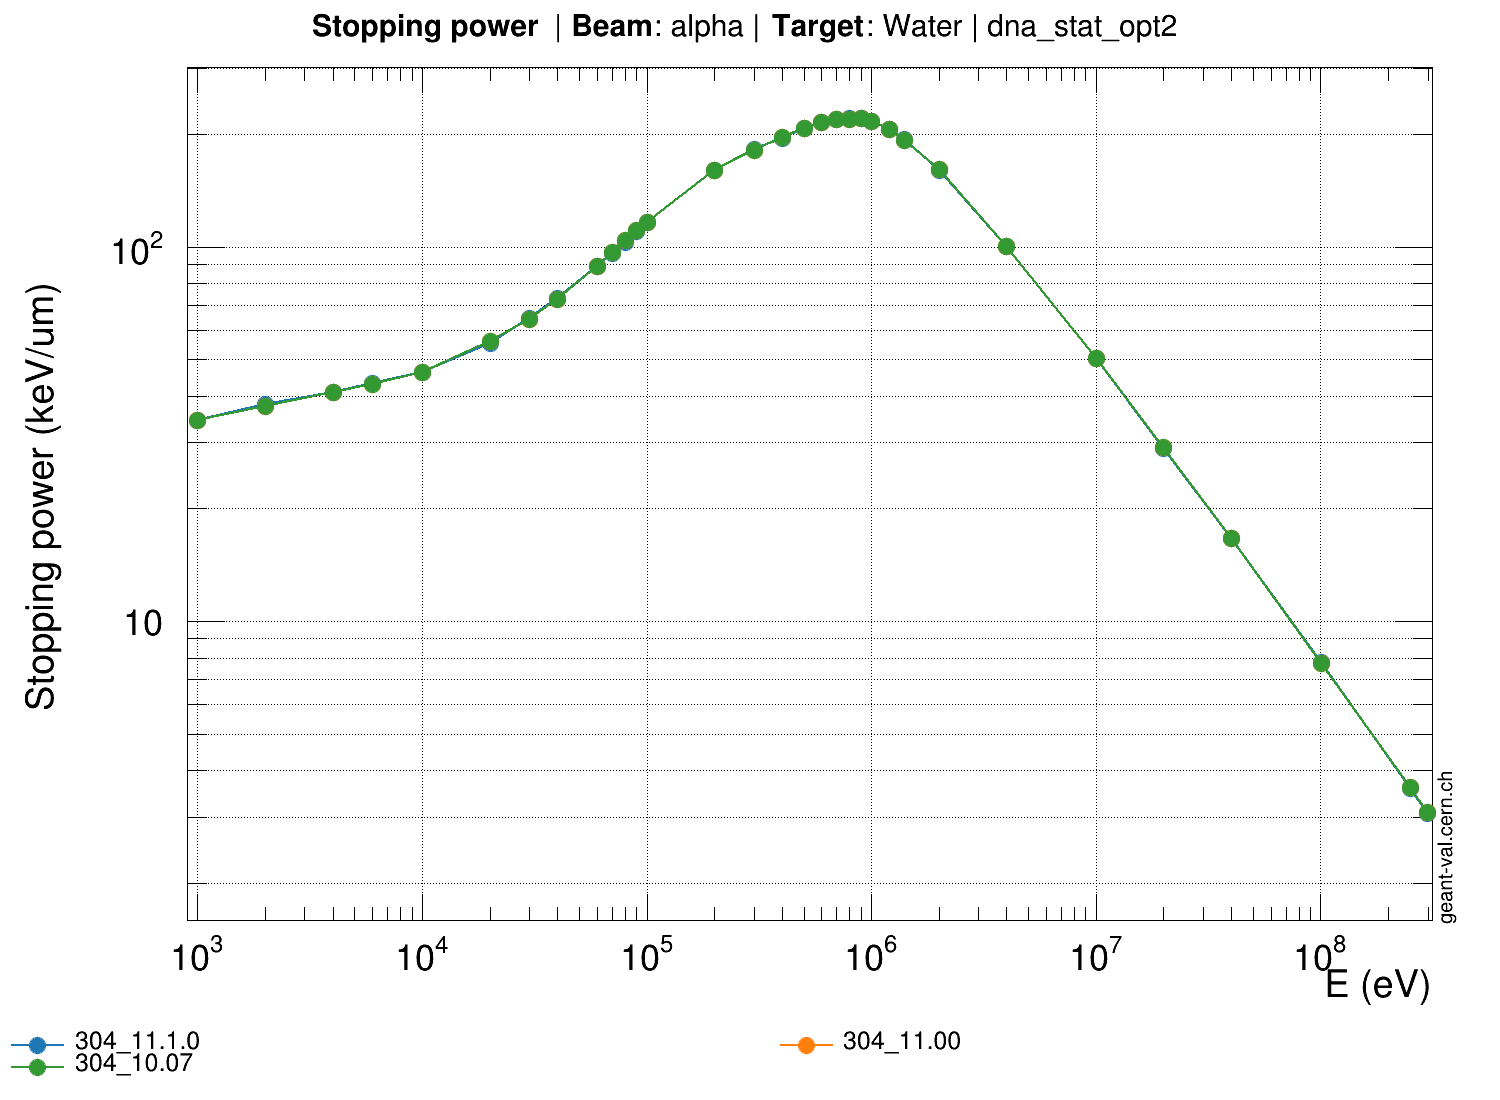 Stopping power | Beam: alpha | Target: Water | dna_stat_opt2
Stopping power (keV/um)
10²
10
10³
10⁴
10⁵
10⁶
10⁷
10⁸
E (eV)
geant-val.cern.ch
304_11.1.0
304_11.00
304_10.07